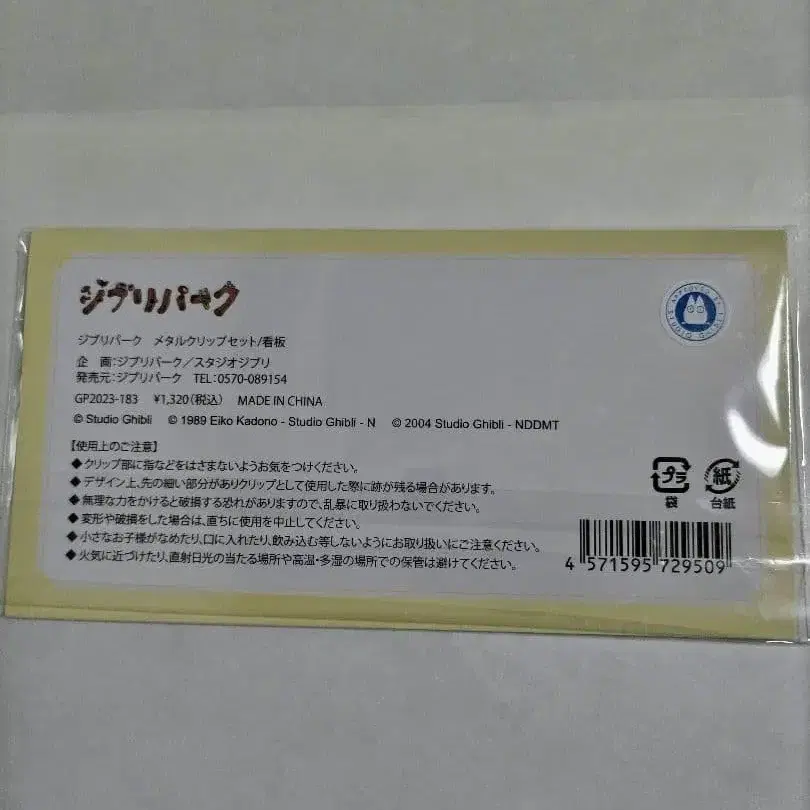 ジブリパーク
APPROVED BY STUDIO GHIBLI
ジブリパーク メタルクリップセット/看板
企　画:ジブリパーク/スタジオジブリ
発売元:ジブリパーク　TEL:0570-089154
GP2023-183　¥1,320(税込)　MADE IN CHINA
© Studio Ghibli　© 1989 Eiko Kadono - Studio Ghibli - N　© 2004 Studio Ghibli - NDDMT
【使用上のご注意】
◆クリップ部に指などをはさまないようお気をつけください。
◆デザイン上、先の細い部分がありクリップとして使用した際に跡が残る場合があります。
◆無理な力をかけると破損する恐れがありますので、乱暴に取り扱わないでください。
◆変形や破損をした場合は、直ちに使用を中止してください。
◆小さなお子様がなめたり、口に入れたり、飲み込む等しないようにお取り扱いにご注意ください。
◆火気に近づけたり、直射日光の当たる場所や高温・多湿の場所での保管は避けてください。
プラ
袋
紙
台紙
4 571595 729509